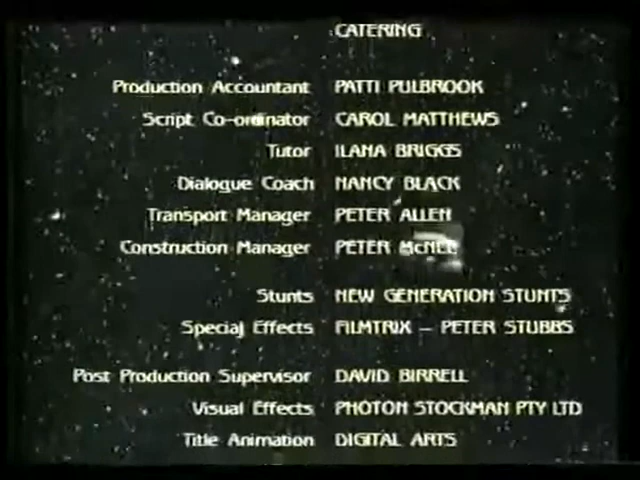 CATERING
Production Accountant PATTI PULBROOK
Script Co-ordinator CAROL MATTHEWS
Tutor ILANA BRIGGS
Dialogue Coach NANCY BLACK
Transport Manager PETER ALLEN
Construction Manager PETER McNEE
Stunts NEW GENERATION STUNTS
Special Effects FILMTRIX – PETER STUBBS
Post Production Supervisor DAVID BIRRELL
Visual Effects PHOTON STOCKMAN PTY LTD
Title Animation DIGITAL ARTS